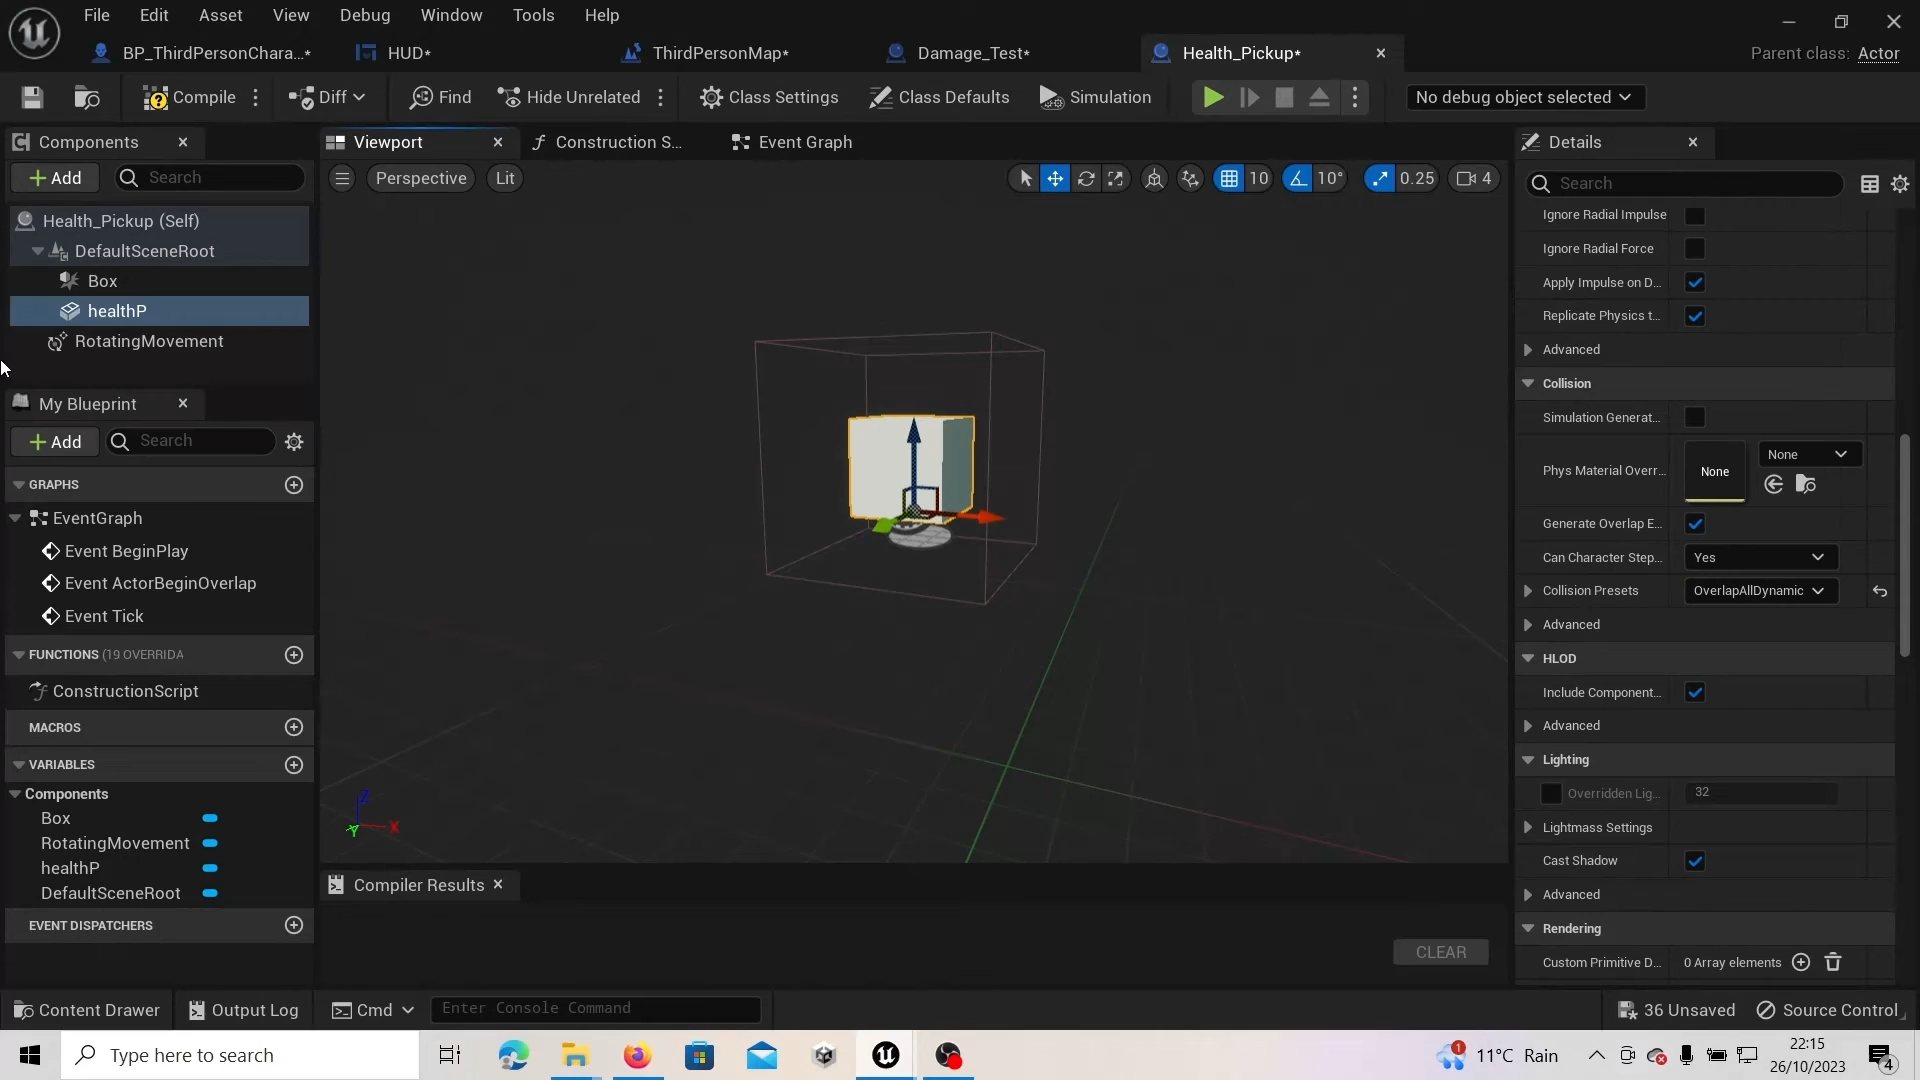 File Edit Asset View Debug Window Tools Help
BP_ThirdPersonChara...* HUD* ThirdPersonMap* Damage_Test* Health_Pickup* Parent class: Actor
Compile Diff Find Hide Unrelated Class Settings Class Defaults Simulation No debug object selected
Components Viewport Construction S... Event Graph Details
Add Search Perspective Lit 10 10° 0.25 4 Search
Health_Pickup (Self)
DefaultSceneRoot
Box
healthP
RotatingMovement
My Blueprint
Add Search
GRAPHS
EventGraph
Event BeginPlay
Event ActorBeginOverlap
Event Tick
FUNCTIONS (19 OVERRIDA
ConstructionScript
MACROS
VARIABLES
Components
Box
RotatingMovement
healthP
DefaultSceneRoot
EVENT DISPATCHERS
Z
X
Y
Compiler Results
CLEAR
Ignore Radial Impulse
Ignore Radial Force
Apply Impulse on D...
Replicate Physics t...
Advanced
Collision
Simulation Generat...
Phys Material Overr... None None
Generate Overlap E...
Can Character Step... Yes
Collision Presets OverlapAllDynamic
Advanced
HLOD
Include Component...
Advanced
Lighting
Overridden Lig... 32
Lightmass Settings
Cast Shadow
Advanced
Rendering
Custom Primitive D... 0 Array elements
Content Drawer Output Log Cmd Enter Console Command 36 Unsaved Source Control
Type here to search 1 11°C Rain 22:15
26/10/2023 4